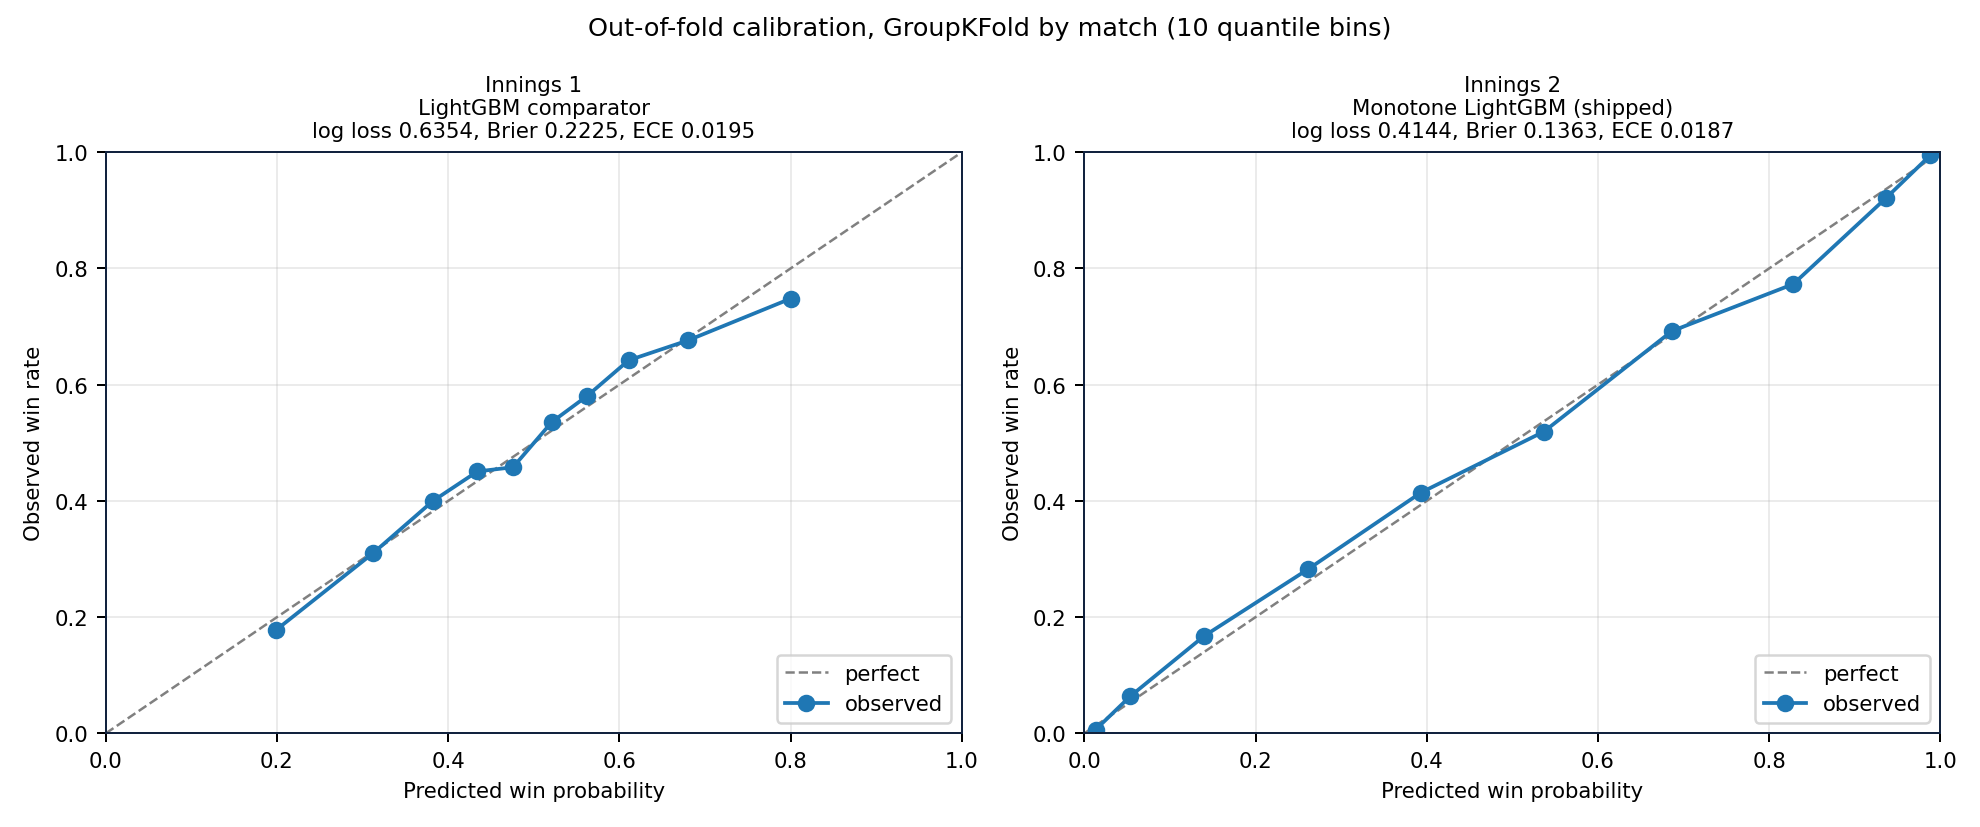 Out-of-fold calibration, GroupKFold by match (10 quantile bins)
Innings 1
LightGBM comparator
log loss 0.6354, Brier 0.2225, ECE 0.0195
1.0
0.8
0.6
0.4
0.2
0.0
Observed win rate
perfect
observed
0.0 0.2 0.4 0.6 0.8 1.0
Predicted win probability
Innings 2
Monotone LightGBM (shipped)
log loss 0.4144, Brier 0.1363, ECE 0.0187
1.0
0.8
0.6
0.4
0.2
0.0
Observed win rate
perfect
observed
0.0 0.2 0.4 0.6 0.8 1.0
Predicted win probability